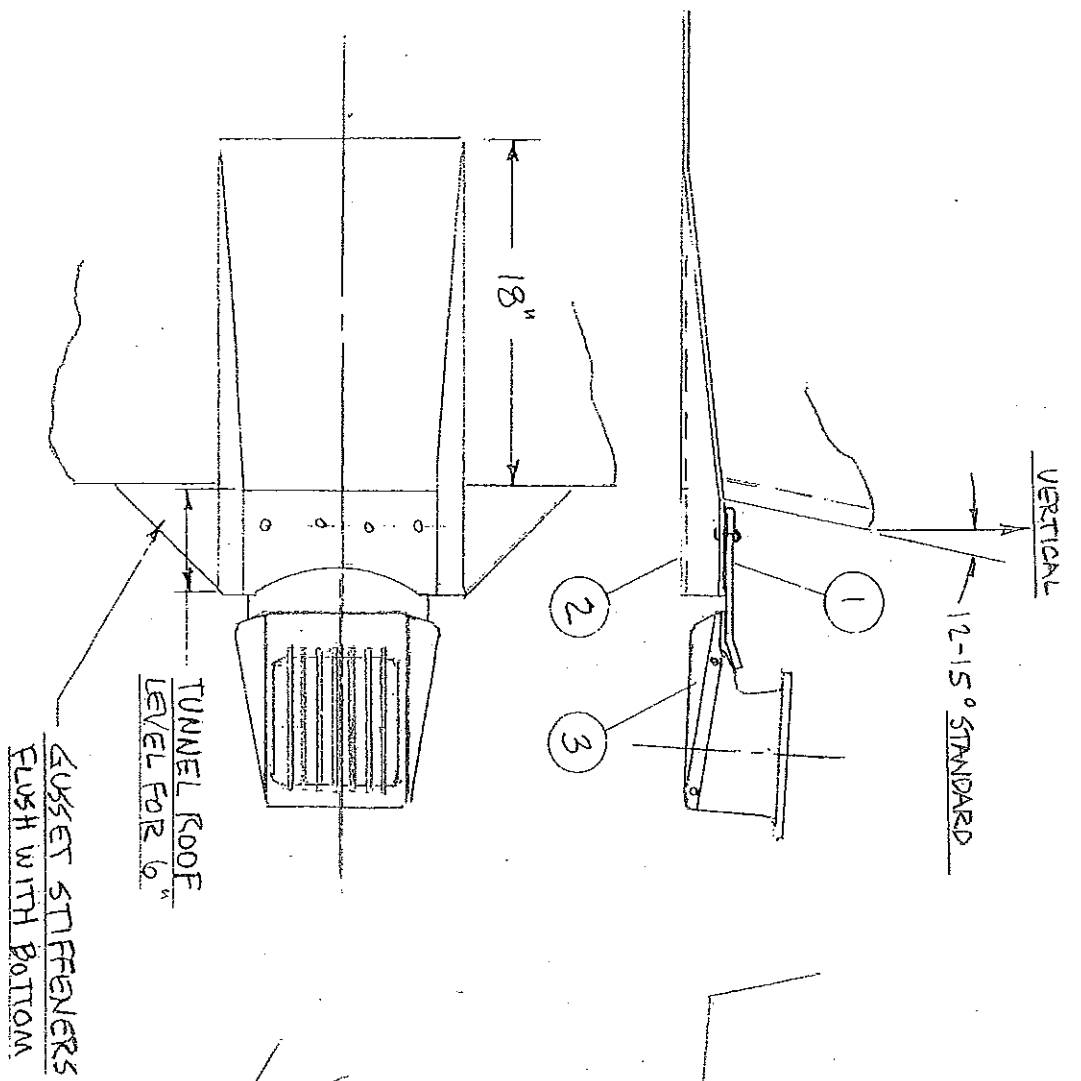 VERTICAL
12-15° STANDARD
1
2
3
18"
TUNNEL ROOF
LEVEL FOR 6"
GUSSET STIFFENERS
FLUSH WITH BOTTOM